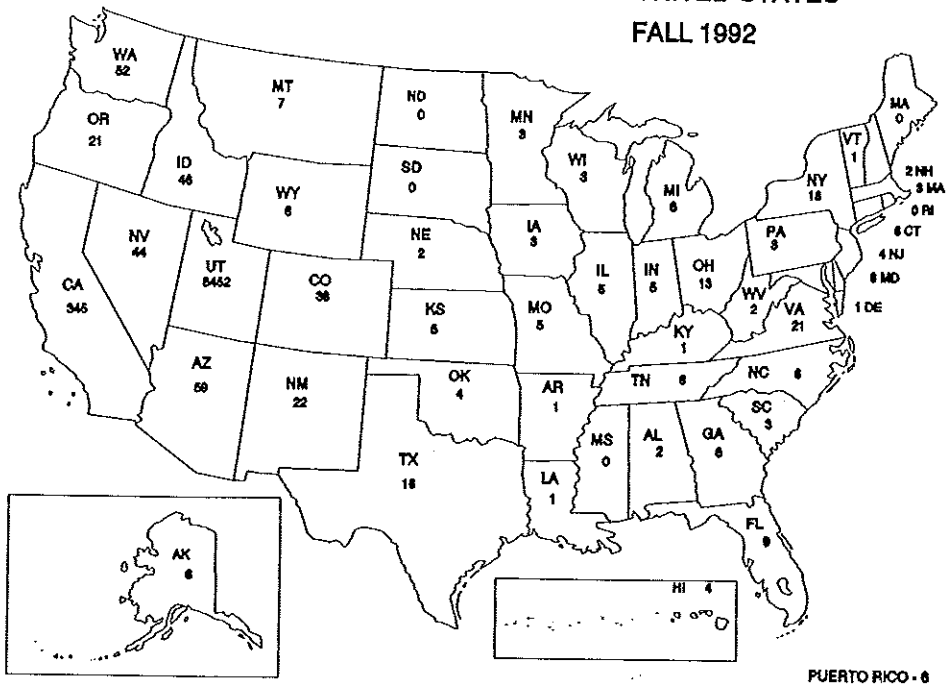 FALL 1992
WA
52
MT
7
ND
0
MN
3
MA
0
OR
21
ID
46
SD
0
WI
3
MI
6
NY
18
VT
1
2 NH
3 MA
0 RI
6 CT
WY
6
IA
3
PA
NV
44
NE
2
IL
5
IN
5
OH
13
4 NJ
MD
1 DE
CA
345
UT
CO
36
KS
5
MO
5
WV
2
VA
21
KY
1
AZ
59
NM
22
OK
4
AR
1
TN 6
NC 6
SC
3
MS
0
AL
2
GA
6
TX
16
LA
1
FL
9
AK
6
HI 4
PUERTO RICO - 6